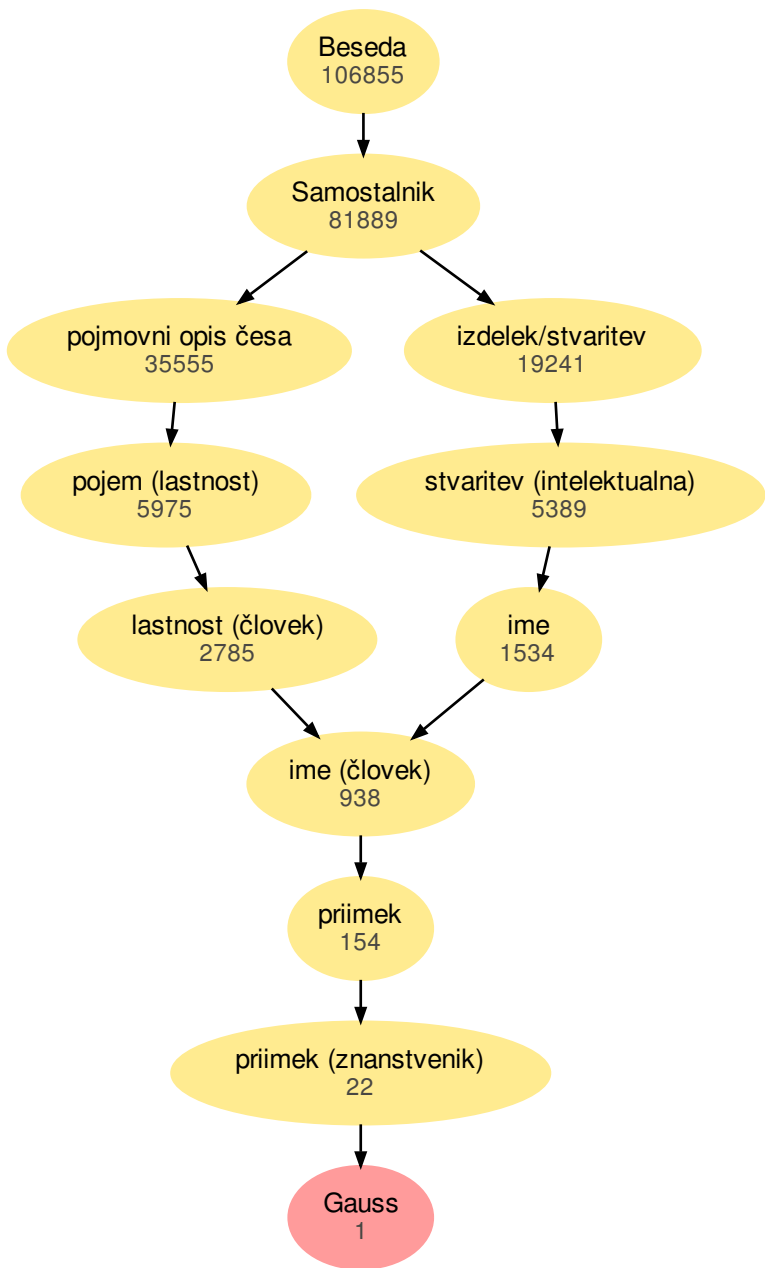 Beseda
106855
Samostalnik
81889
pojmovni opis česa
35555
izdelek/stvaritev
19241
pojem (lastnost)
5975
stvaritev (intelektualna)
5389
lastnost (človek)
2785
ime
1534
ime (človek)
938
priimek
154
priimek (znanstvenik)
22
Gauss
1